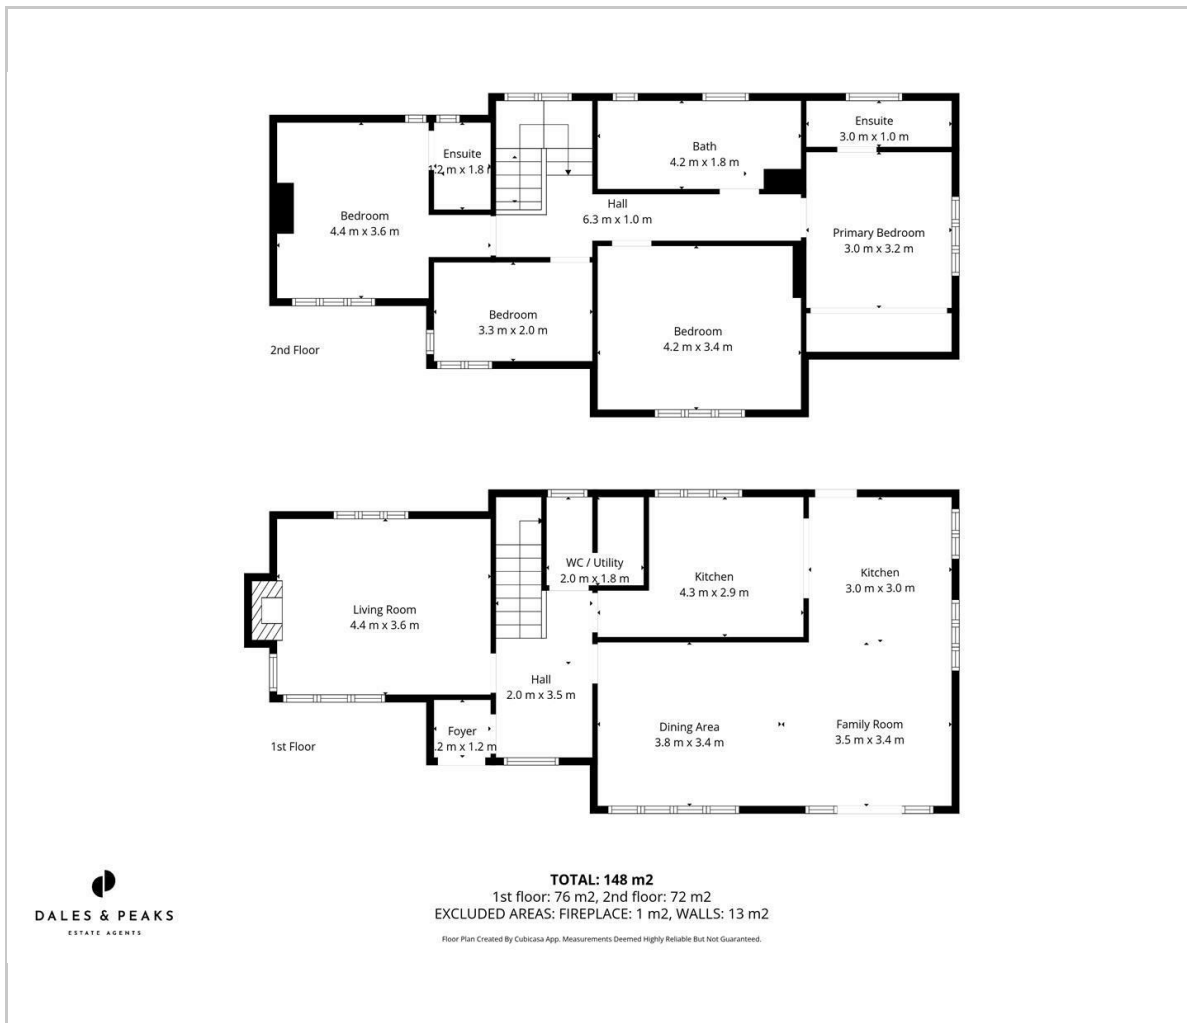 Ensuite
3.0 m x 1.0 m
Bath
4.2 m x 1.8 m
Ensuite
.2 m x 1.8 m
Hall
6.3 m x 1.0 m
Bedroom
4.4 m x 3.6 m
Primary Bedroom
3.0 m x 3.2 m
Bedroom
3.3 m x 2.0 m
Bedroom
4.2 m x 3.4 m
2nd Floor
WC / Utility
2.0 m x 1.8 m
Kitchen
4.3 m x 2.9 m
Kitchen
3.0 m x 3.0 m
Living Room
4.4 m x 3.6 m
Hall
2.0 m x 3.5 m
Foyer
.2 m x 1.2 m
Dining Area
3.8 m x 3.4 m
Family Room
3.5 m x 3.4 m
1st Floor
TOTAL: 148 m2
1st floor: 76 m2, 2nd floor: 72 m2
EXCLUDED AREAS: FIREPLACE: 1 m2, WALLS: 13 m2
Floor Plan Created By Cubicasa App. Measurements Deemed Highly Reliable But Not Guaranteed.
DALES & PEAKS
ESTATE AGENTS